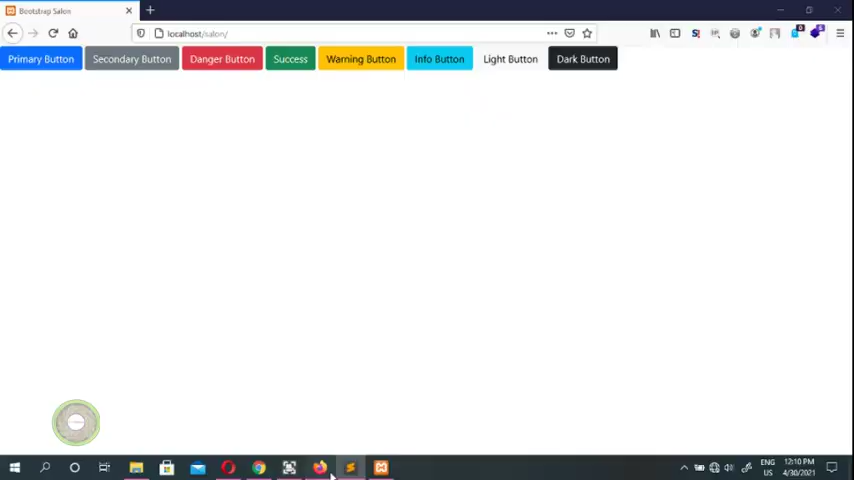 Bootstrap Salon
localhost/salon/
Primary Button Secondary Button Danger Button Success Warning Button Info Button Light Button Dark Button
ENG 12:10 PM
US 4/30/2021